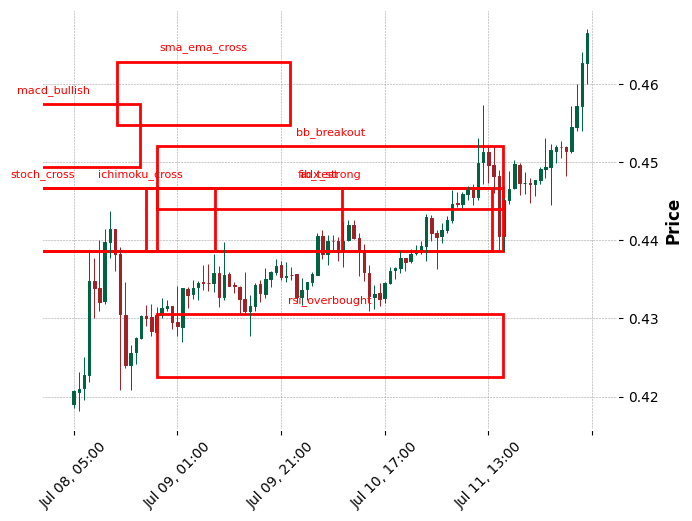 sma_ema_cross
macd_bullish
bb_breakout
stoch_cross
ichimoku_cross
adx_strong
rsi_overbought
0.46
0.45
0.44
0.43
0.42
Price
Jul 08, 05:00
Jul 09, 01:00
Jul 09, 21:00
Jul 10, 17:00
Jul 11, 13:00